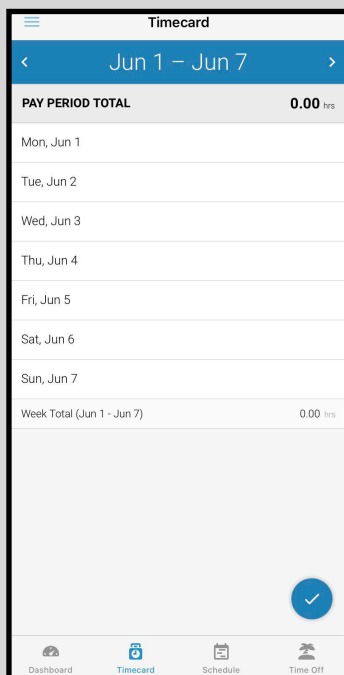 Timecard
Jun 1 – Jun 7
PAY PERIOD TOTAL 0.00 hrs
Mon, Jun 1
Tue, Jun 2
Wed, Jun 3
Thu, Jun 4
Fri, Jun 5
Sat, Jun 6
Sun, Jun 7
Week Total (Jun 1 - Jun 7) 0.00 hrs
Dashboard Timecard Schedule Time Off